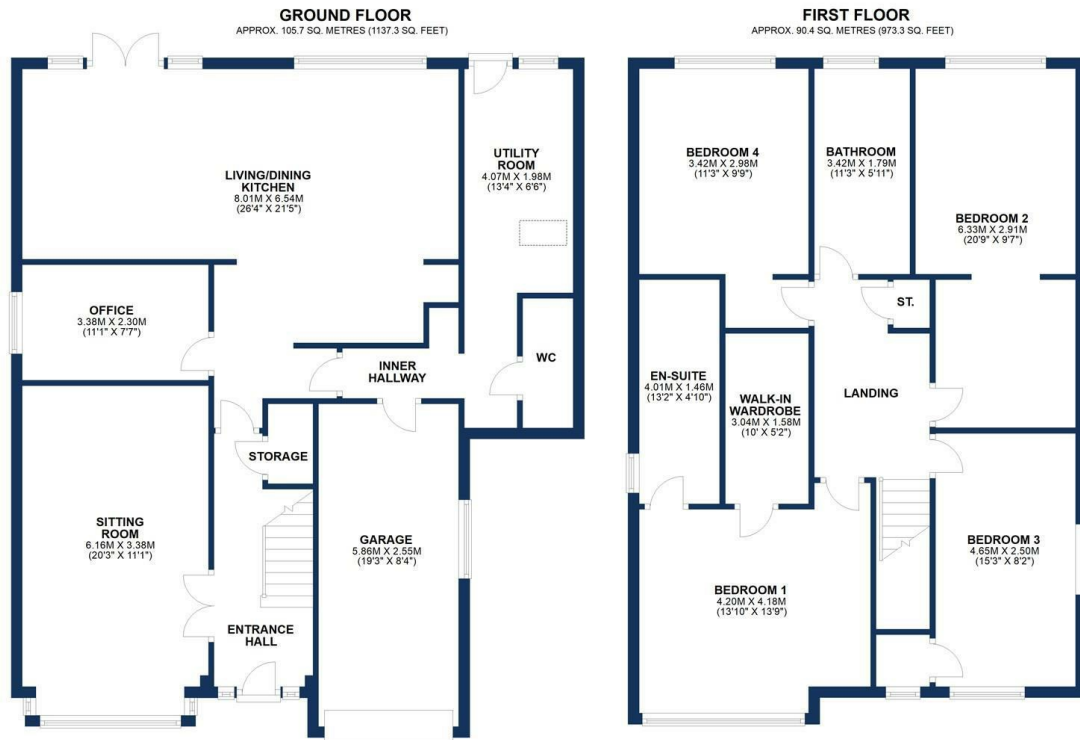 GROUND FLOOR
APPROX. 105.7 SQ. METRES (1137.3 SQ. FEET)
LIVING/DINING
KITCHEN
8.01M X 6.54M
(26'4" X 21'5")
UTILITY
ROOM
4.07M X 1.98M
(13'4" X 6'6")
OFFICE
3.38M X 2.30M
(11'1" X 7'7")
INNER
HALLWAY
WC
STORAGE
SITTING
ROOM
6.16M X 3.38M
(20'3" X 11'1")
GARAGE
5.86M X 2.55M
(19'3" X 8'4")
ENTRANCE
HALL
FIRST FLOOR
APPROX. 90.4 SQ. METRES (973.3 SQ. FEET)
BEDROOM 4
3.42M X 2.98M
(11'3" X 9'9")
BATHROOM
3.42M X 1.79M
(11'3" X 5'11")
BEDROOM 2
6.33M X 2.91M
(20'9" X 9'7")
ST.
EN-SUITE
4.01M X 1.46M
(13'2" X 4'10")
WALK-IN
WARDROBE
3.04M X 1.58M
(10' X 5'2")
LANDING
BEDROOM 3
4.65M X 2.50M
(15'3" X 8'2")
BEDROOM 1
4.20M X 4.18M
(13'10" X 13'9")